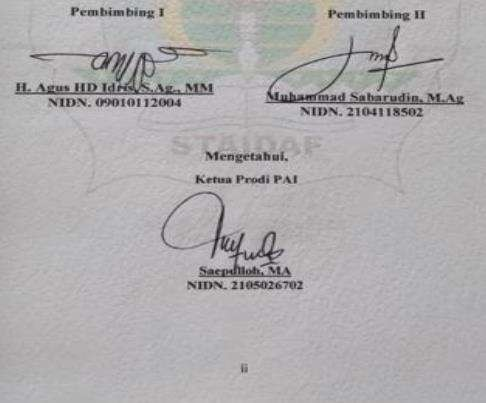 Pembimbing I
Pembimbing II
H. Agus HD Idris, S.Ag., MM
NIDN. 09010112004
Muhammad Sabarudin, M.Ag
NIDN. 2104118502
STAIDAF
Mengetahui,
Ketua Prodi PAI
Saepulloh, MA
NIDN. 2105026702
ii